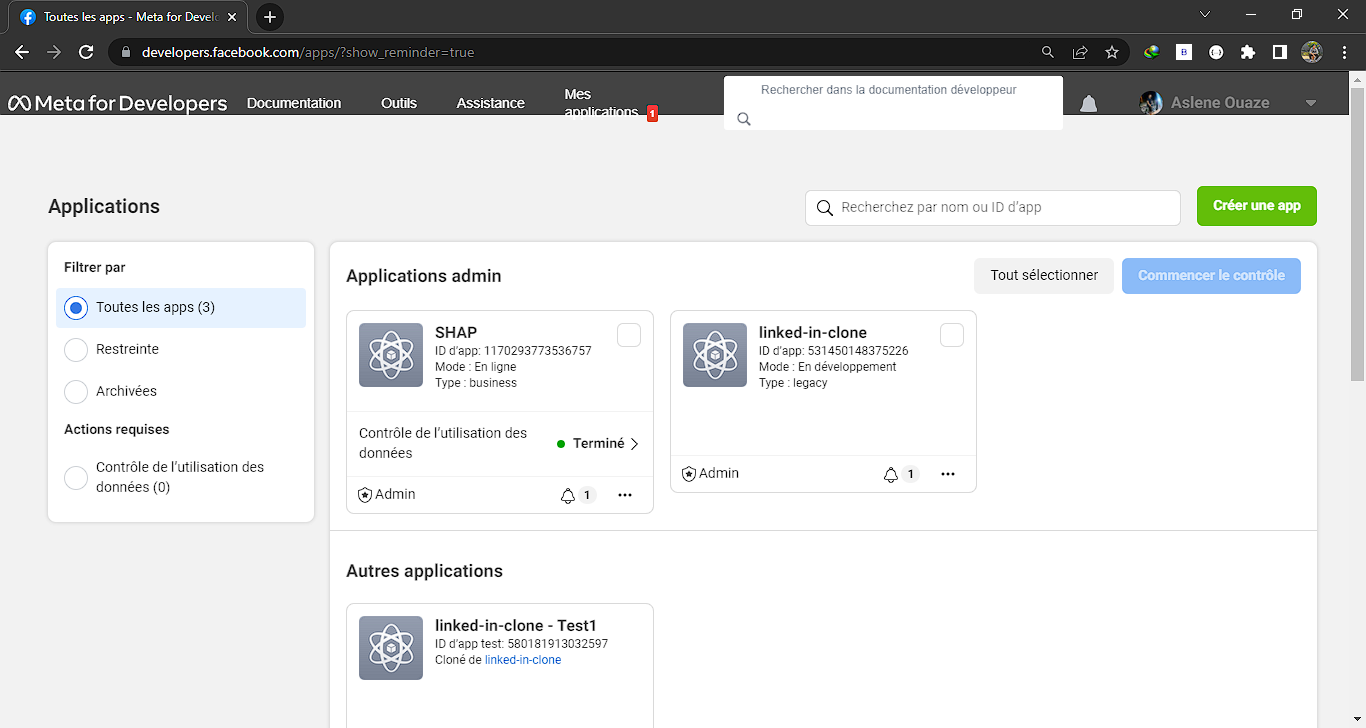 Toutes les apps - Meta for Develo
developers.facebook.com/apps/?show_reminder=true
B
Meta for Developers
Documentation
Outils
Assistance
Mes
applications
1
Rechercher dans la documentation développeur
Aslene Ouaze
Applications
Recherchez par nom ou ID d'app
Créer une app
Filtrer par
Toutes les apps (3)
Restreinte
Archivées
Actions requises
Contrôle de l'utilisation des
données (0)
Applications admin
Tout sélectionner
Commencer le contrôle
SHAP
ID d'app: 1170293773536757
Mode : En ligne
Type : business
Contrôle de l'utilisation des
données
Terminé
Admin
1
linked-in-clone
ID d'app: 531450148375226
Mode : En développement
Type : legacy
Admin
1
Autres applications
linked-in-clone - Test1
ID d'app test: 580181913032597
Cloné de linked-in-clone